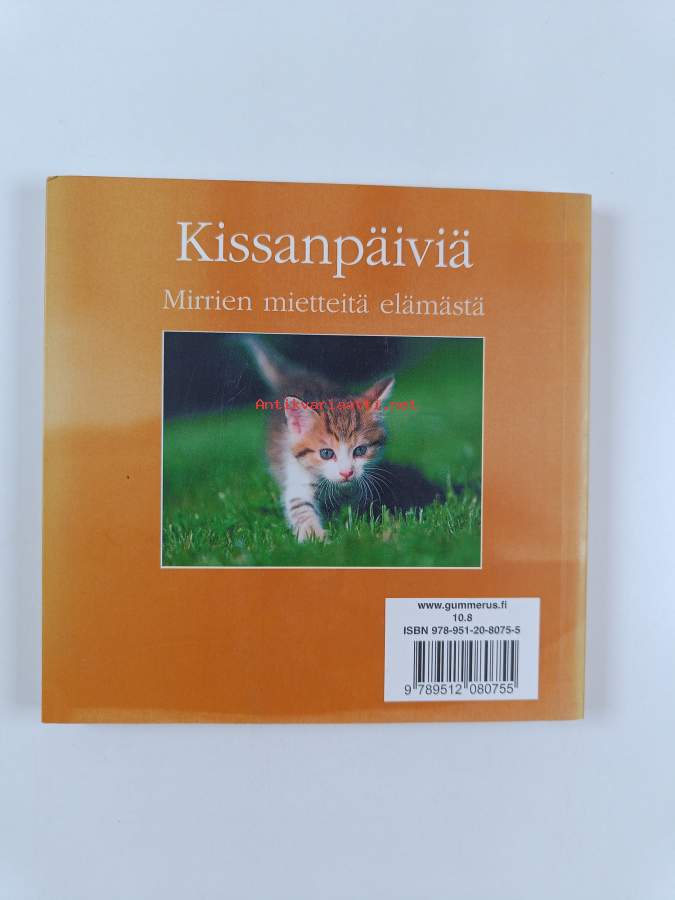 Kissanpäiviä
Mirrien mietteitä elämästä
Antikvariaatti.net
www.gummerus.fi
10.8
ISBN 978-951-20-8075-5
9 789512 080755